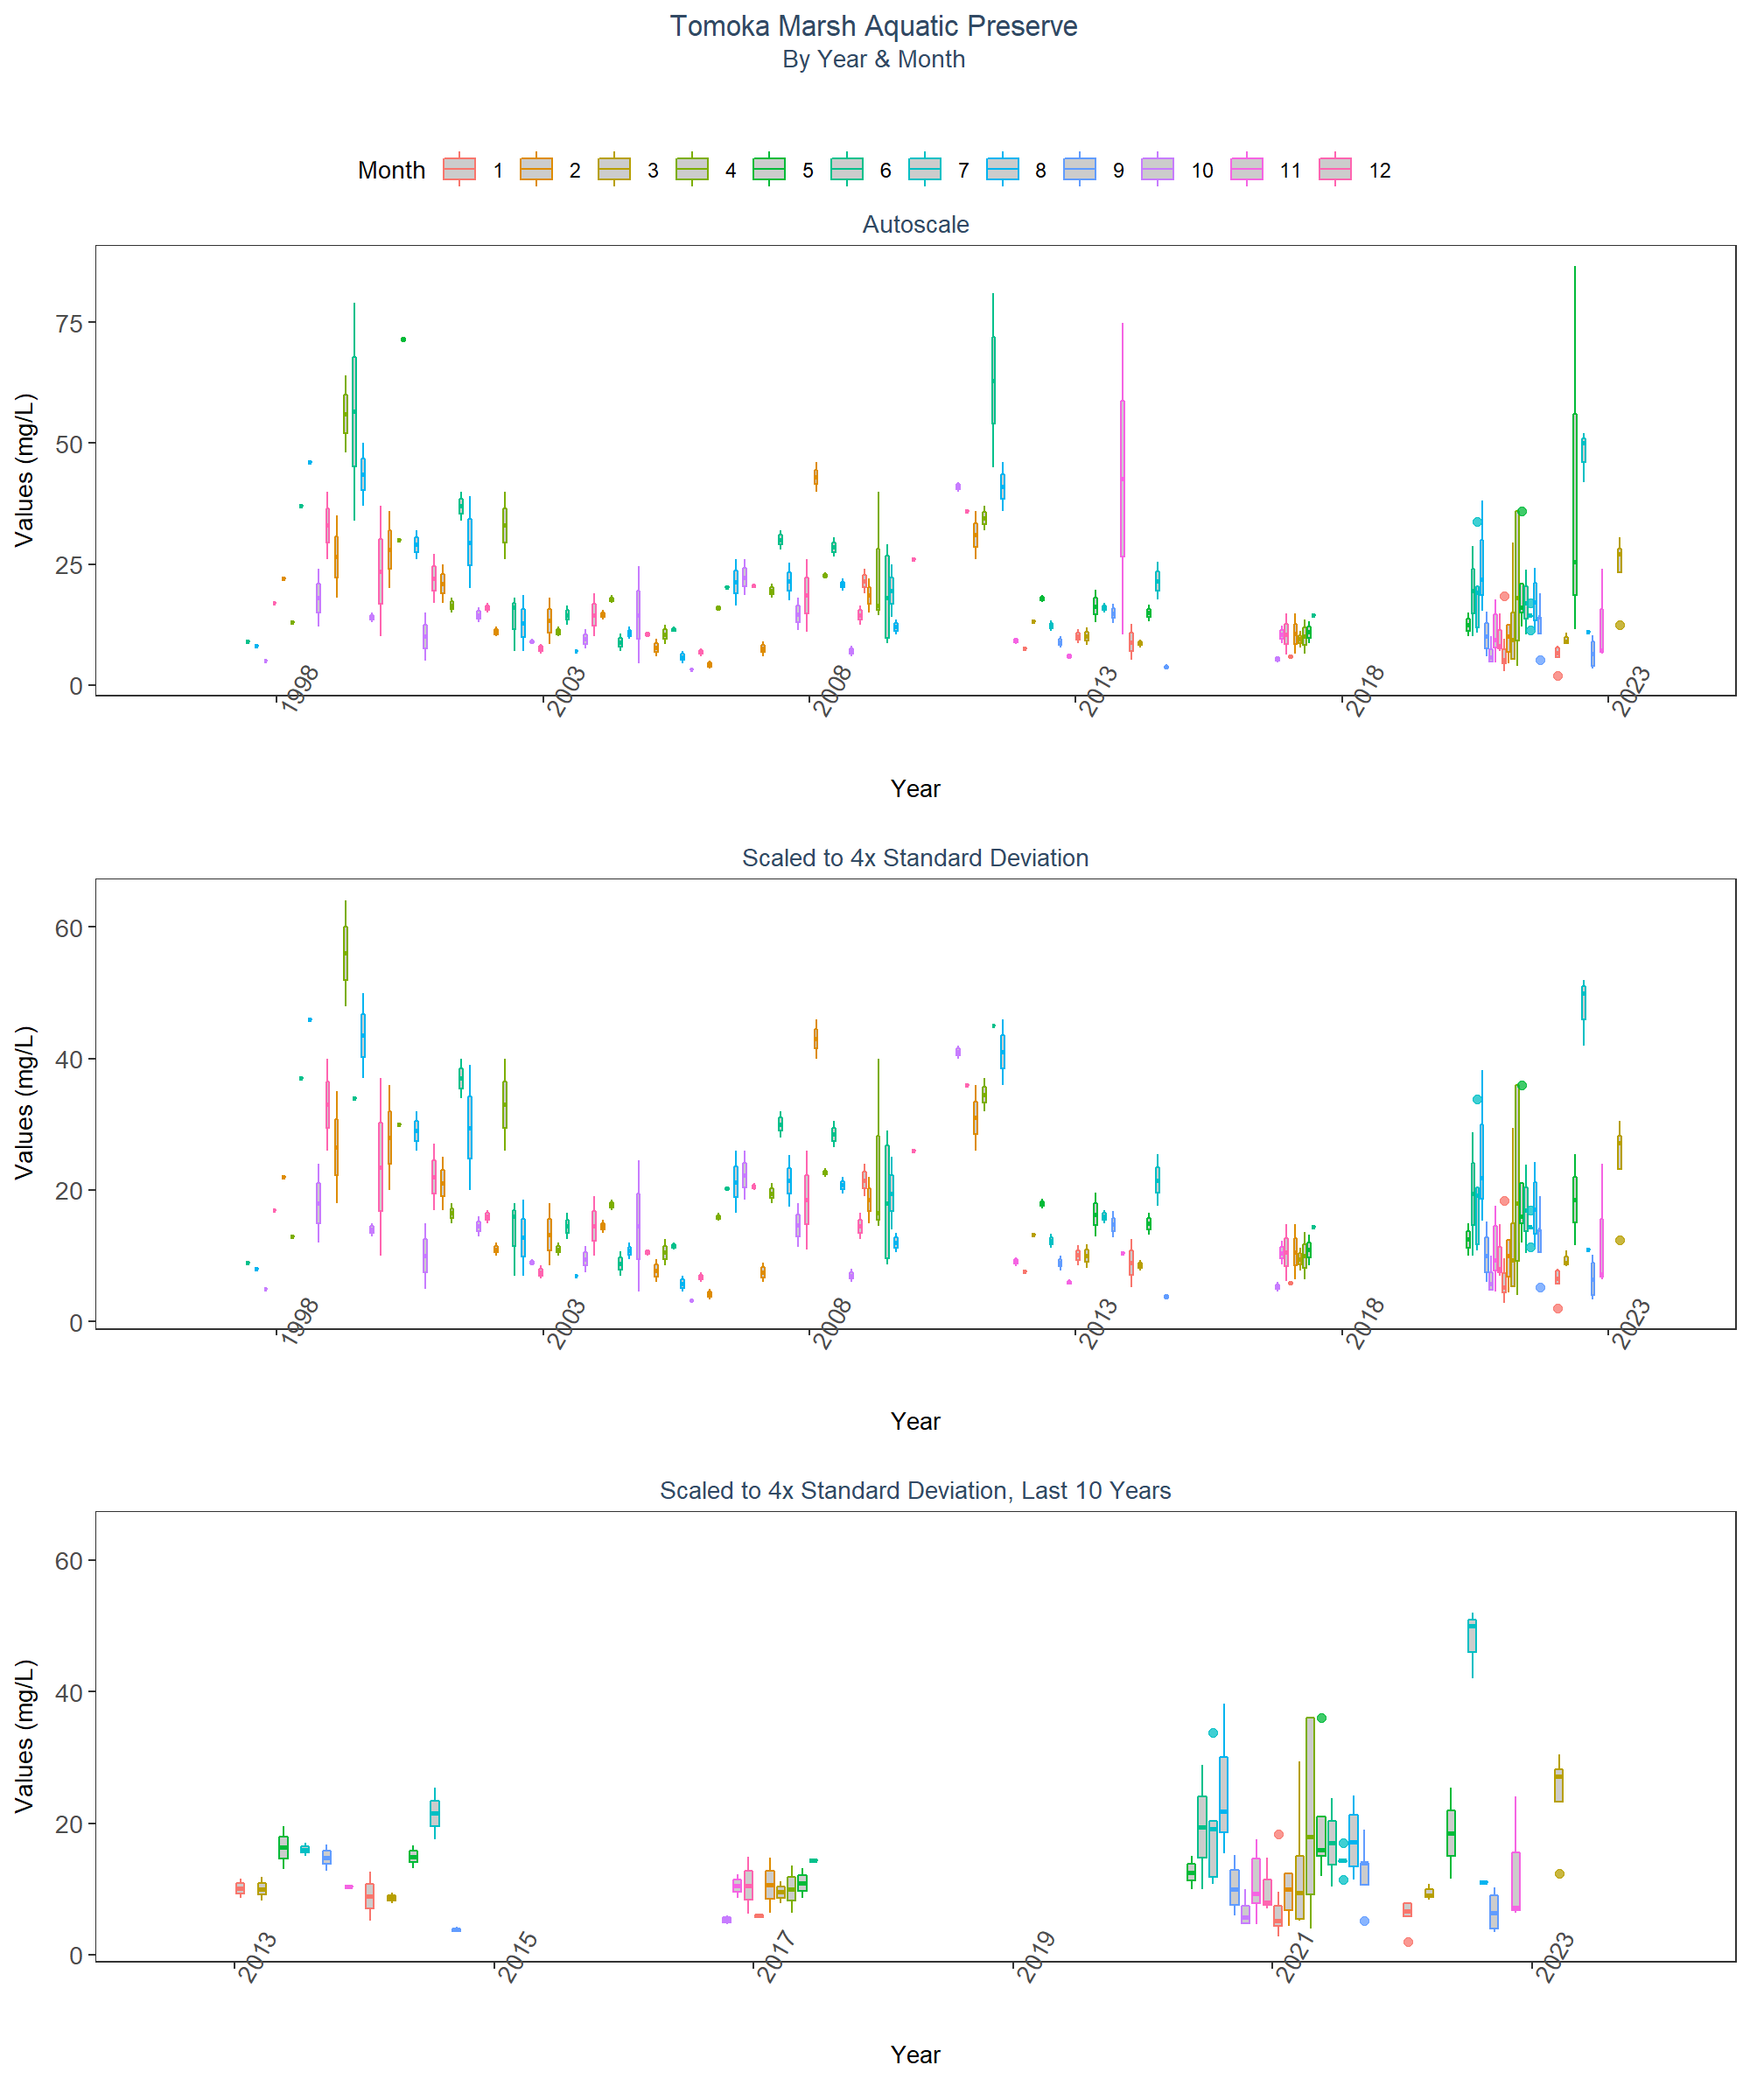 Tomoka Marsh Aquatic Preserve
By Year & Month
Month 1 2 3 4 5 6 7 8 9 10 11 12
Autoscale
Values (mg/L)
75
50
25
0
1998 2003 2008 2013 2018 2023
Year
Scaled to 4x Standard Deviation
Values (mg/L)
60
40
20
0
1998 2003 2008 2013 2018 2023
Year
Scaled to 4x Standard Deviation, Last 10 Years
Values (mg/L)
60
40
20
0
2013 2015 2017 2019 2021 2023
Year